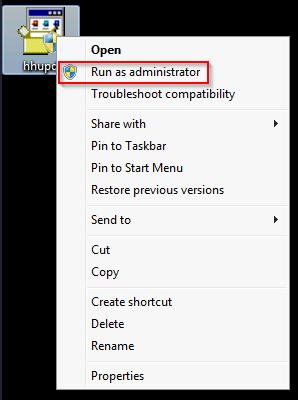 Open
Run as administrator
Troubleshoot compatibility
Share with
Pin to Taskbar
Pin to Start Menu
Restore previous versions
Send to
Cut
Copy
Create shortcut
Delete
Rename
Properties